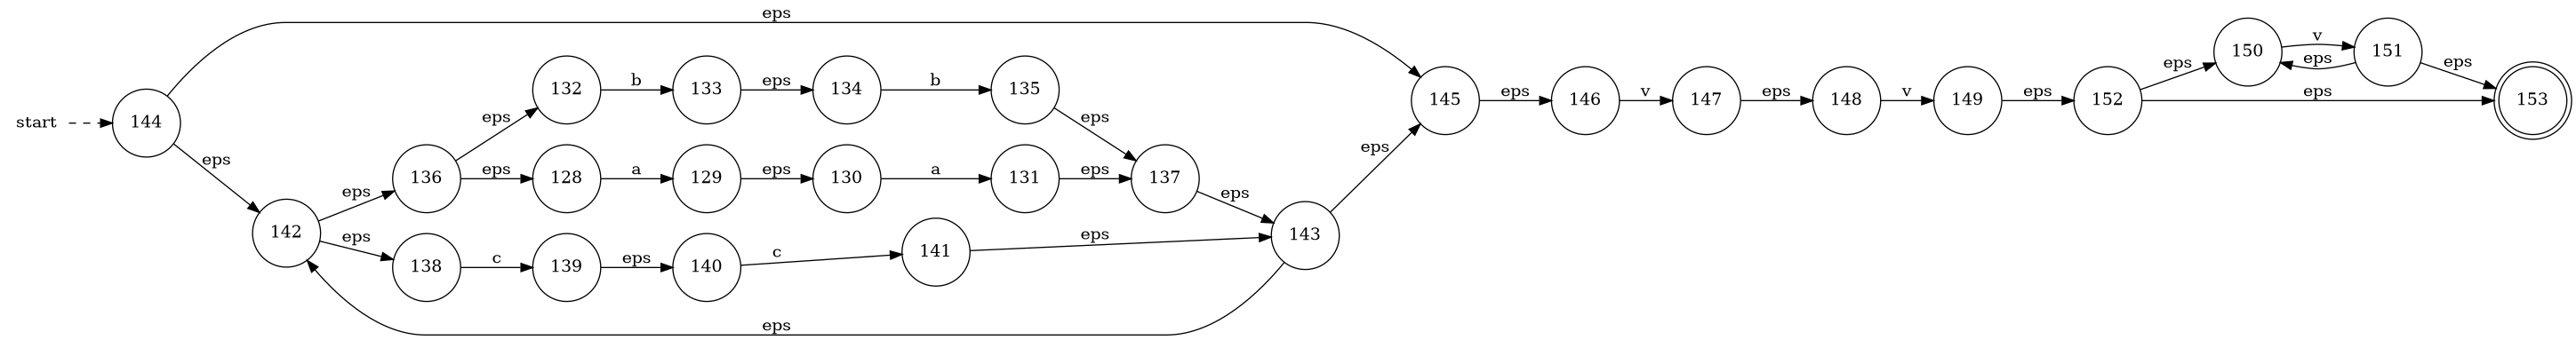 eps
start 144 eps
eps 132 b 133 eps 134 b 135 eps
136 eps 128 a 129 eps 130 a 131 eps 137 eps
142 eps
eps 138 c 139 eps 140 c 141 eps 143 eps
eps
145 eps 146 v 147 eps 148 v 149 eps 152 eps 153
eps 150 v 151 eps
eps